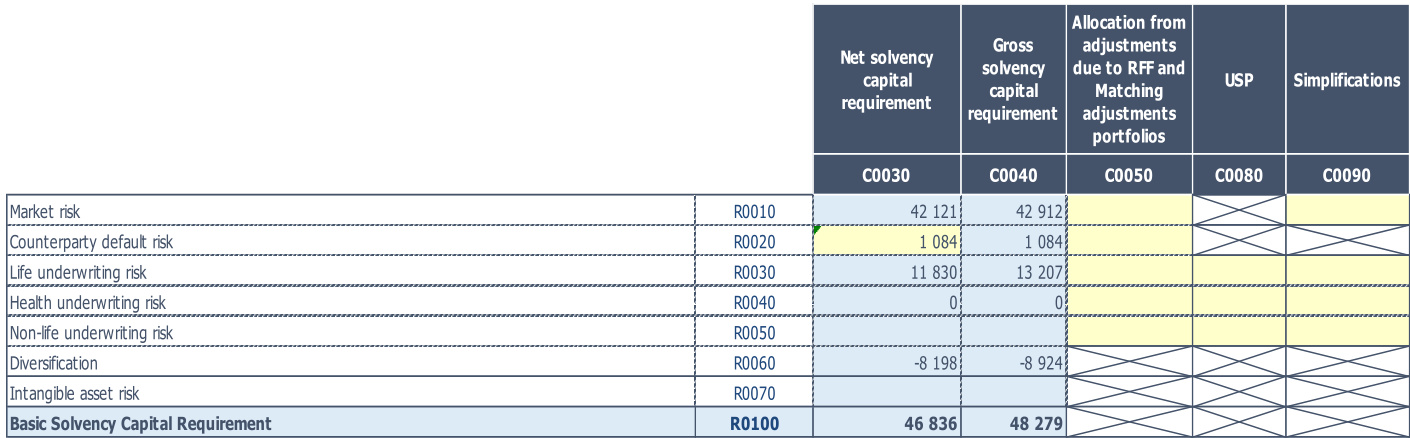 Net solvency capital requirement
Gross solvency capital requirement
Allocation from adjustments due to RFF and Matching adjustments portfolios
USP
Simplifications
C0030 C0040 C0050 C0080 C0090
Market risk R0010 42 121 42 912
Counterparty default risk R0020 1 084 1 084
Life underwriting risk R0030 11 830 13 207
Health underwriting risk R0040 0 0
Non-life underwriting risk R0050
Diversification R0060 -8 198 -8 924
Intangible asset risk R0070
Basic Solvency Capital Requirement R0100 46 836 48 279